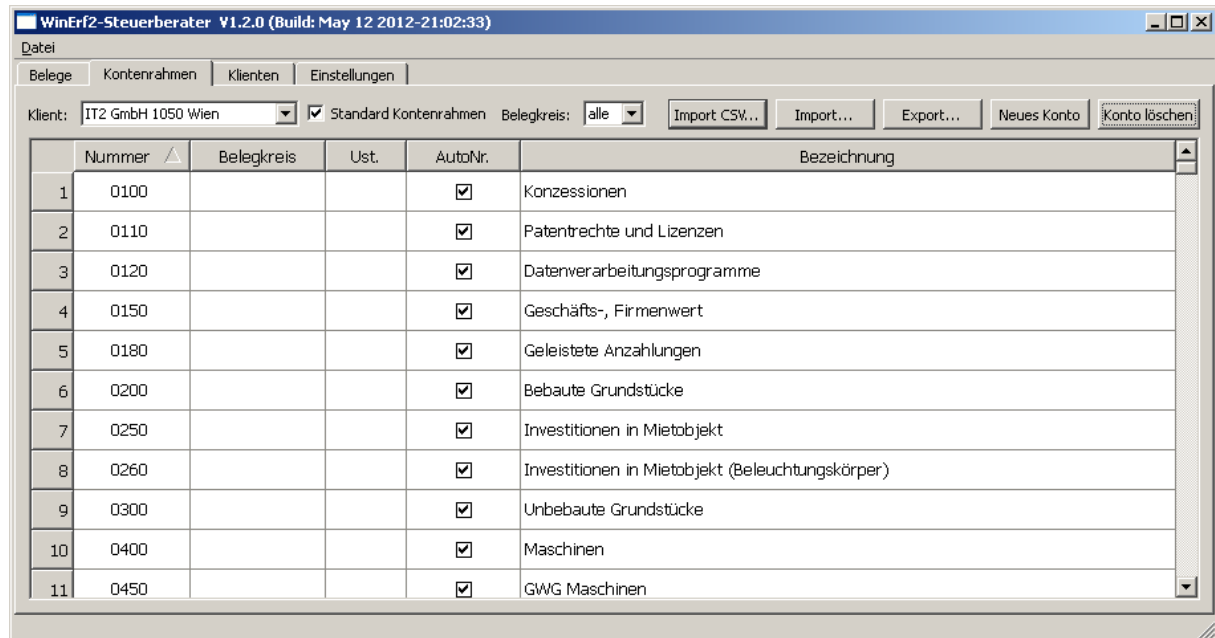 WinErf2-Steuerberater V1.2.0 (Build: May 12 2012-21:02:33)
Datei
Belege Kontenrahmen Klienten Einstellungen
Klient: IT2 GmbH 1050 Wien Standard Kontenrahmen Belegkreis: alle Import CSV... Import... Export... Neues Konto Konto löschen
Nummer Belegkreis Ust. AutoNr. Bezeichnung
1 0100 Konzessionen
2 0110 Patentrechte und Lizenzen
3 0120 Datenverarbeitungsprogramme
4 0150 Geschäfts-, Firmenwert
5 0180 Geleistete Anzahlungen
6 0200 Bebaute Grundstücke
7 0250 Investitionen in Mietobjekt
8 0260 Investitionen in Mietobjekt (Beleuchtungskörper)
9 0300 Unbebaute Grundstücke
10 0400 Maschinen
11 0450 GWG Maschinen